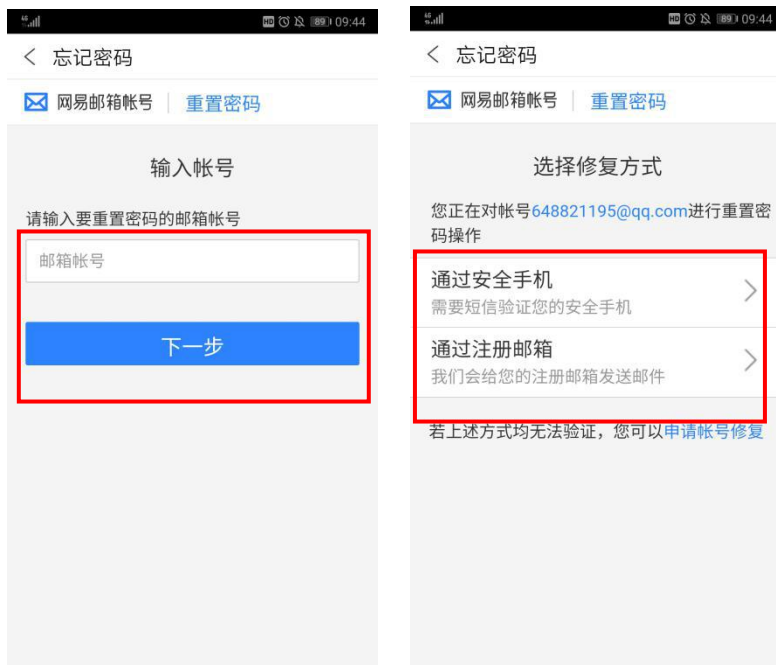 4G HD 89 09:44
忘记密码
网易邮箱帐号 重置密码
输入帐号
请输入要重置密码的邮箱帐号
邮箱帐号
下一步
4G HD 89 09:44
忘记密码
网易邮箱帐号 重置密码
选择修复方式
您正在对帐号648821195@qq.com进行重置密
码操作
通过安全手机
需要短信验证您的安全手机
通过注册邮箱
我们会给您的注册邮箱发送邮件
若上述方式均无法验证，您可以申请帐号修复